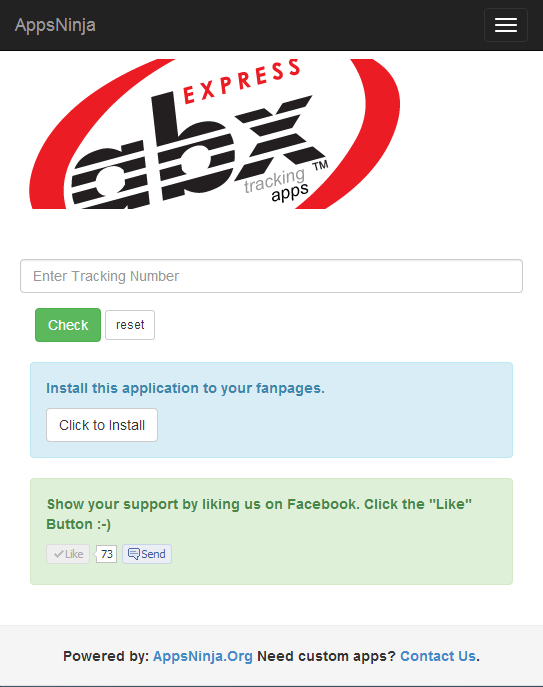 AppsNinja
EXPRESS
abx
TM
tracking
apps
Enter Tracking Number
Check reset
Install this application to your fanpages.
Click to Install
Show your support by liking us on Facebook. Click the "Like"
Button :-)
Like 73 Send
Powered by: AppsNinja.Org Need custom apps? Contact Us.